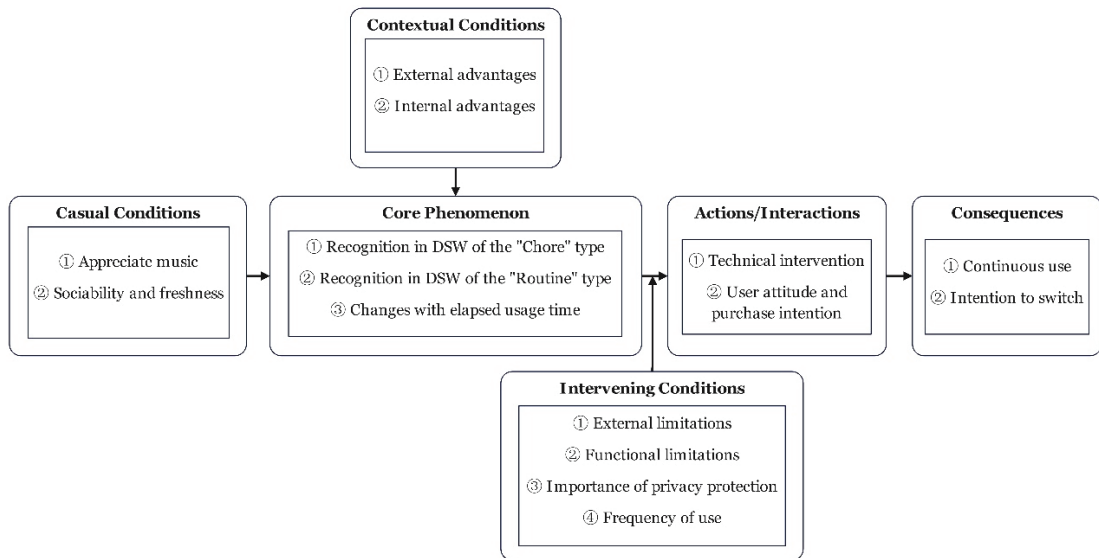 Contextual Conditions
① External advantages
② Internal advantages
Casual Conditions
① Appreciate music
② Sociability and freshness
Core Phenomenon
① Recognition in DSW of the "Chore" type
② Recognition in DSW of the "Routine" type
③ Changes with elapsed usage time
Actions/Interactions
① Technical intervention
② User attitude and
purchase intention
Consequences
① Continuous use
② Intention to switch
Intervening Conditions
① External limitations
② Functional limitations
③ Importance of privacy protection
④ Frequency of use